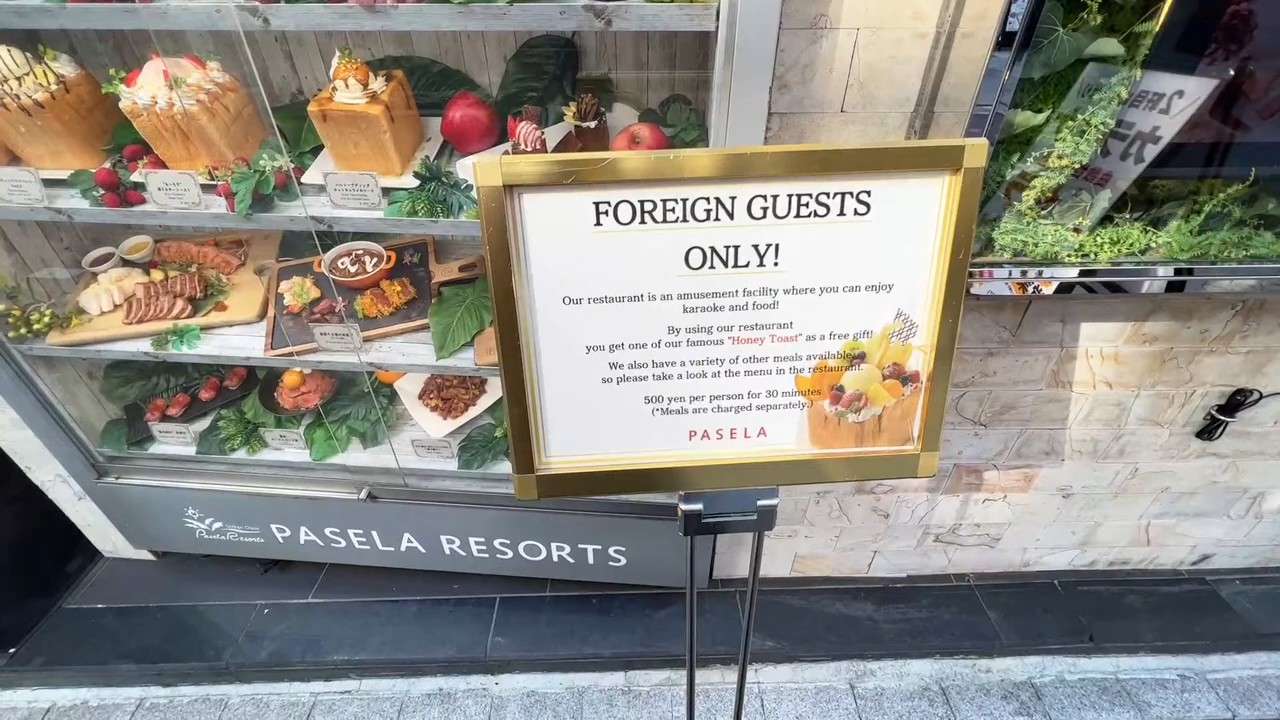 FOREIGN GUESTS
ONLY!
Our restaurant is an amusement facility where you can enjoy
karaoke and food!
By using our restaurant
you get one of our famous "Honey Toast" as a free gift!
We also have a variety of other meals available,
so please take a look at the menu in the restaurant.
500 yen per person for 30 minutes
(*Meals are charged separately.)
PASELA
Pasela Resorts
PASELA RESORTS